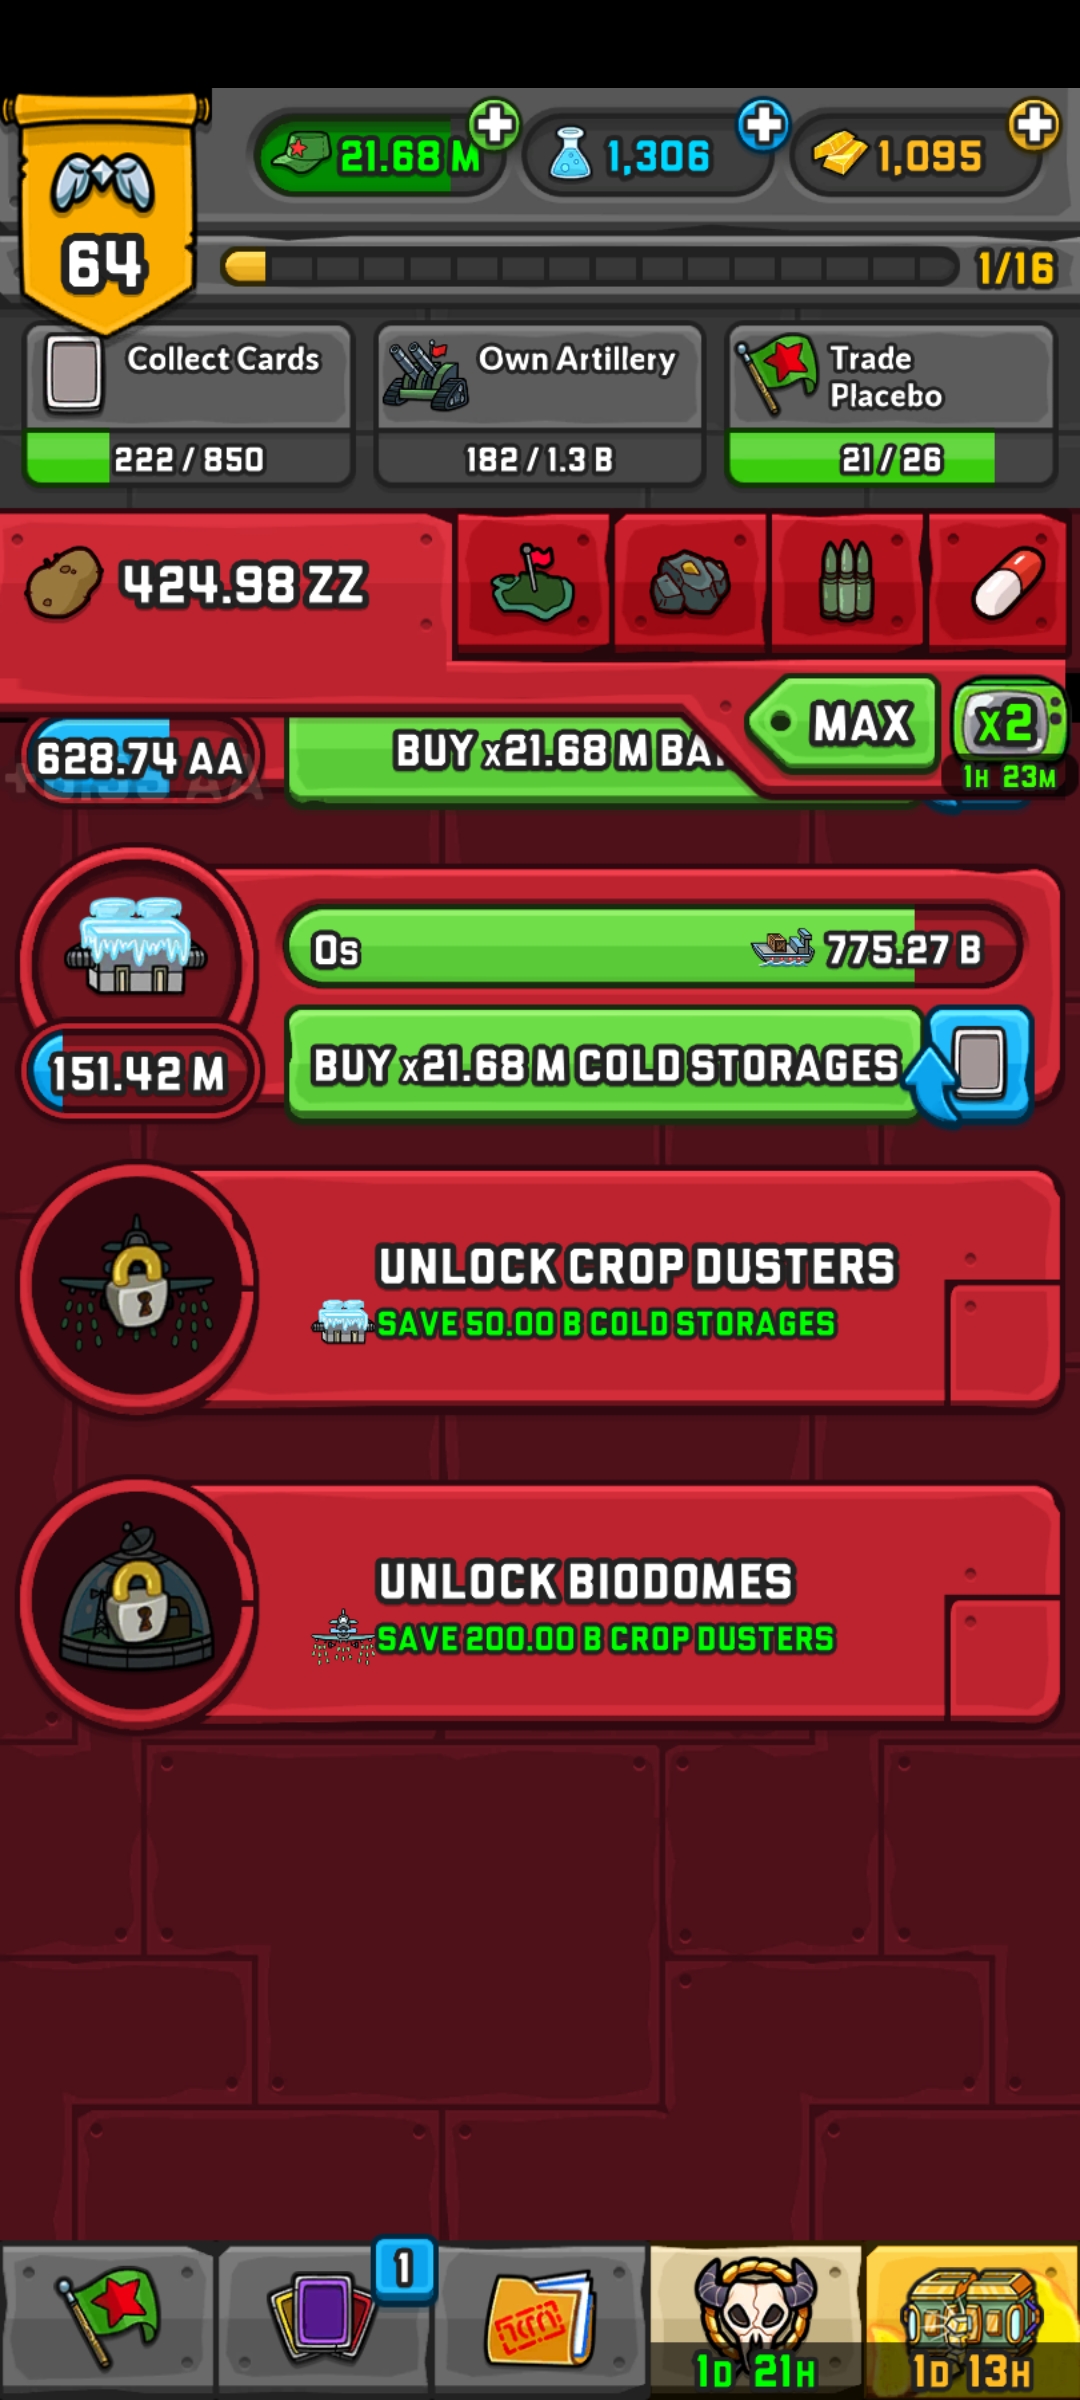 21.68 M
1,306
1,095
64
1/16
Collect Cards
222 / 850
Own Artillery
182 / 1.3 B
Trade
Placebo
21 / 26
424.98 ZZ
MAX
x2
1H 23M
628.74 AA
BUY x21.68 M BA
0s
775.27 B
151.42 M
BUY x21.68 M COLD STORAGES
UNLOCK CROP DUSTERS
SAVE 50.00 B COLD STORAGES
UNLOCK BIODOMES
SAVE 200.00 B CROP DUSTERS
1
1D 21H
1D 13H